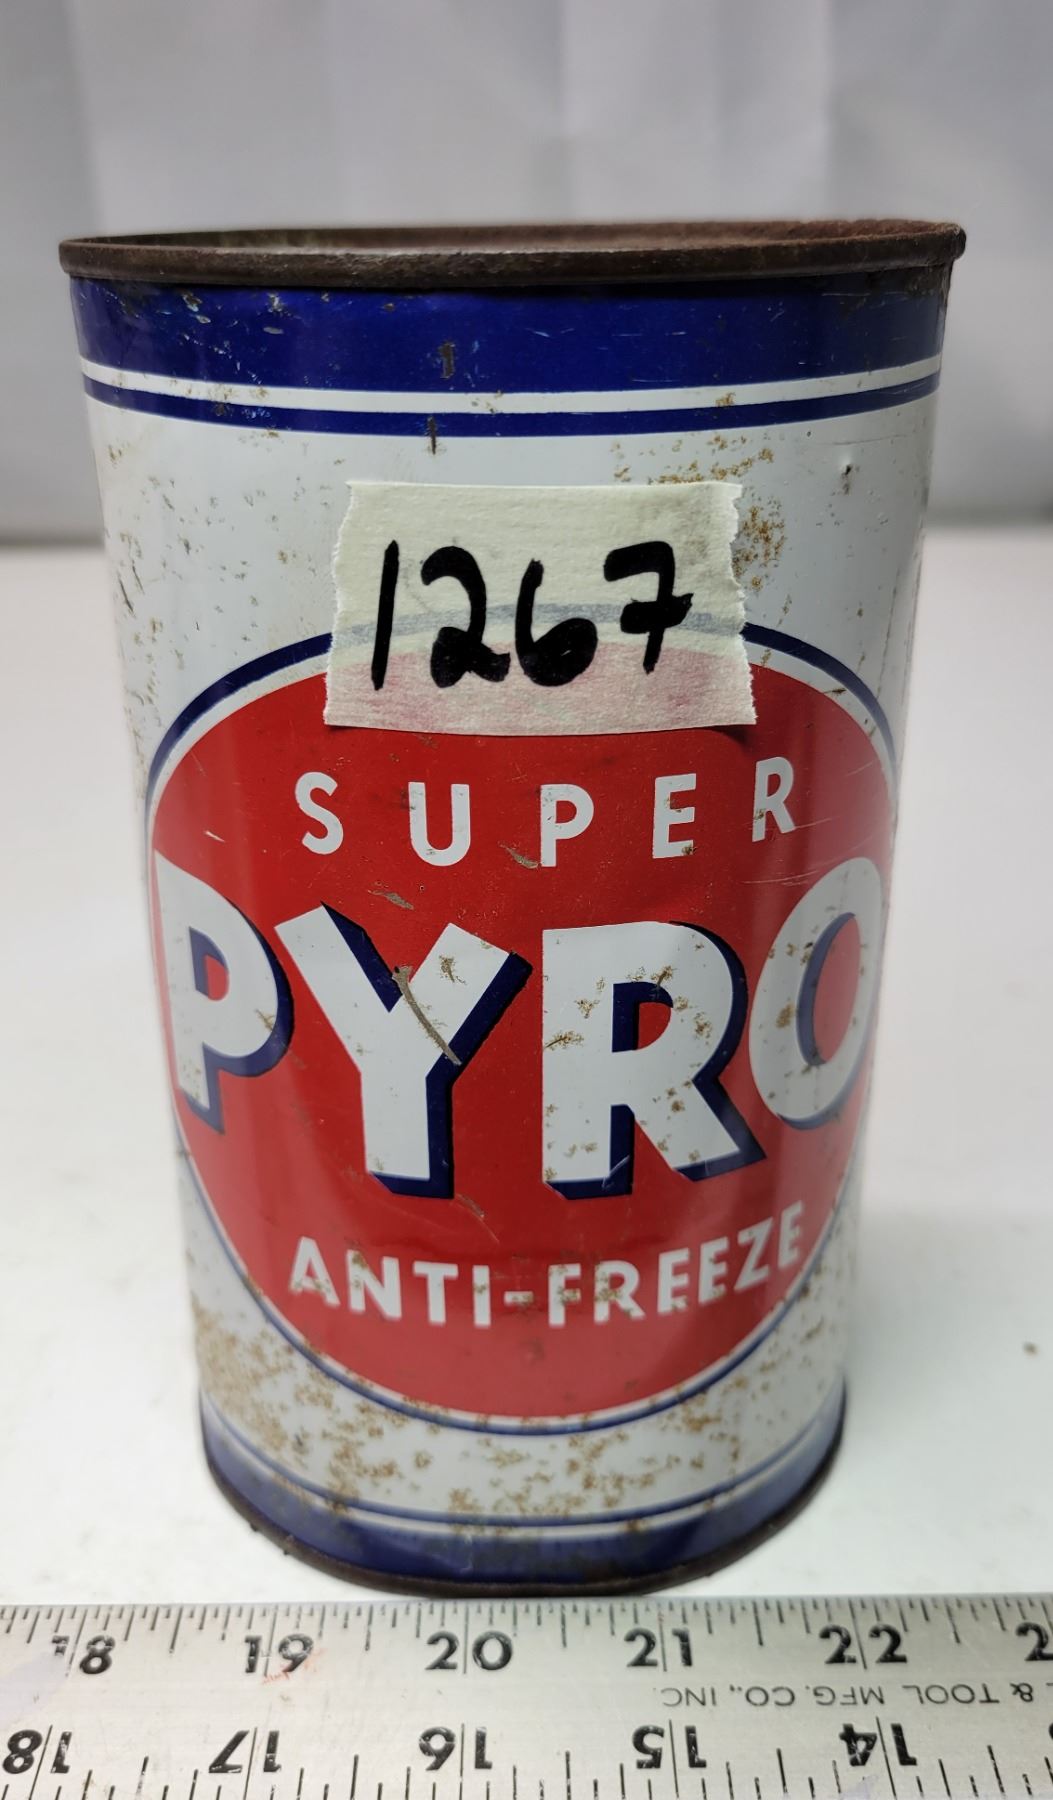 1267
SUPER
PYRO
ANTI-FREEZE
18 19 20 21 22
& TOOL MFG. CO., INC.
18 17 16 15 14